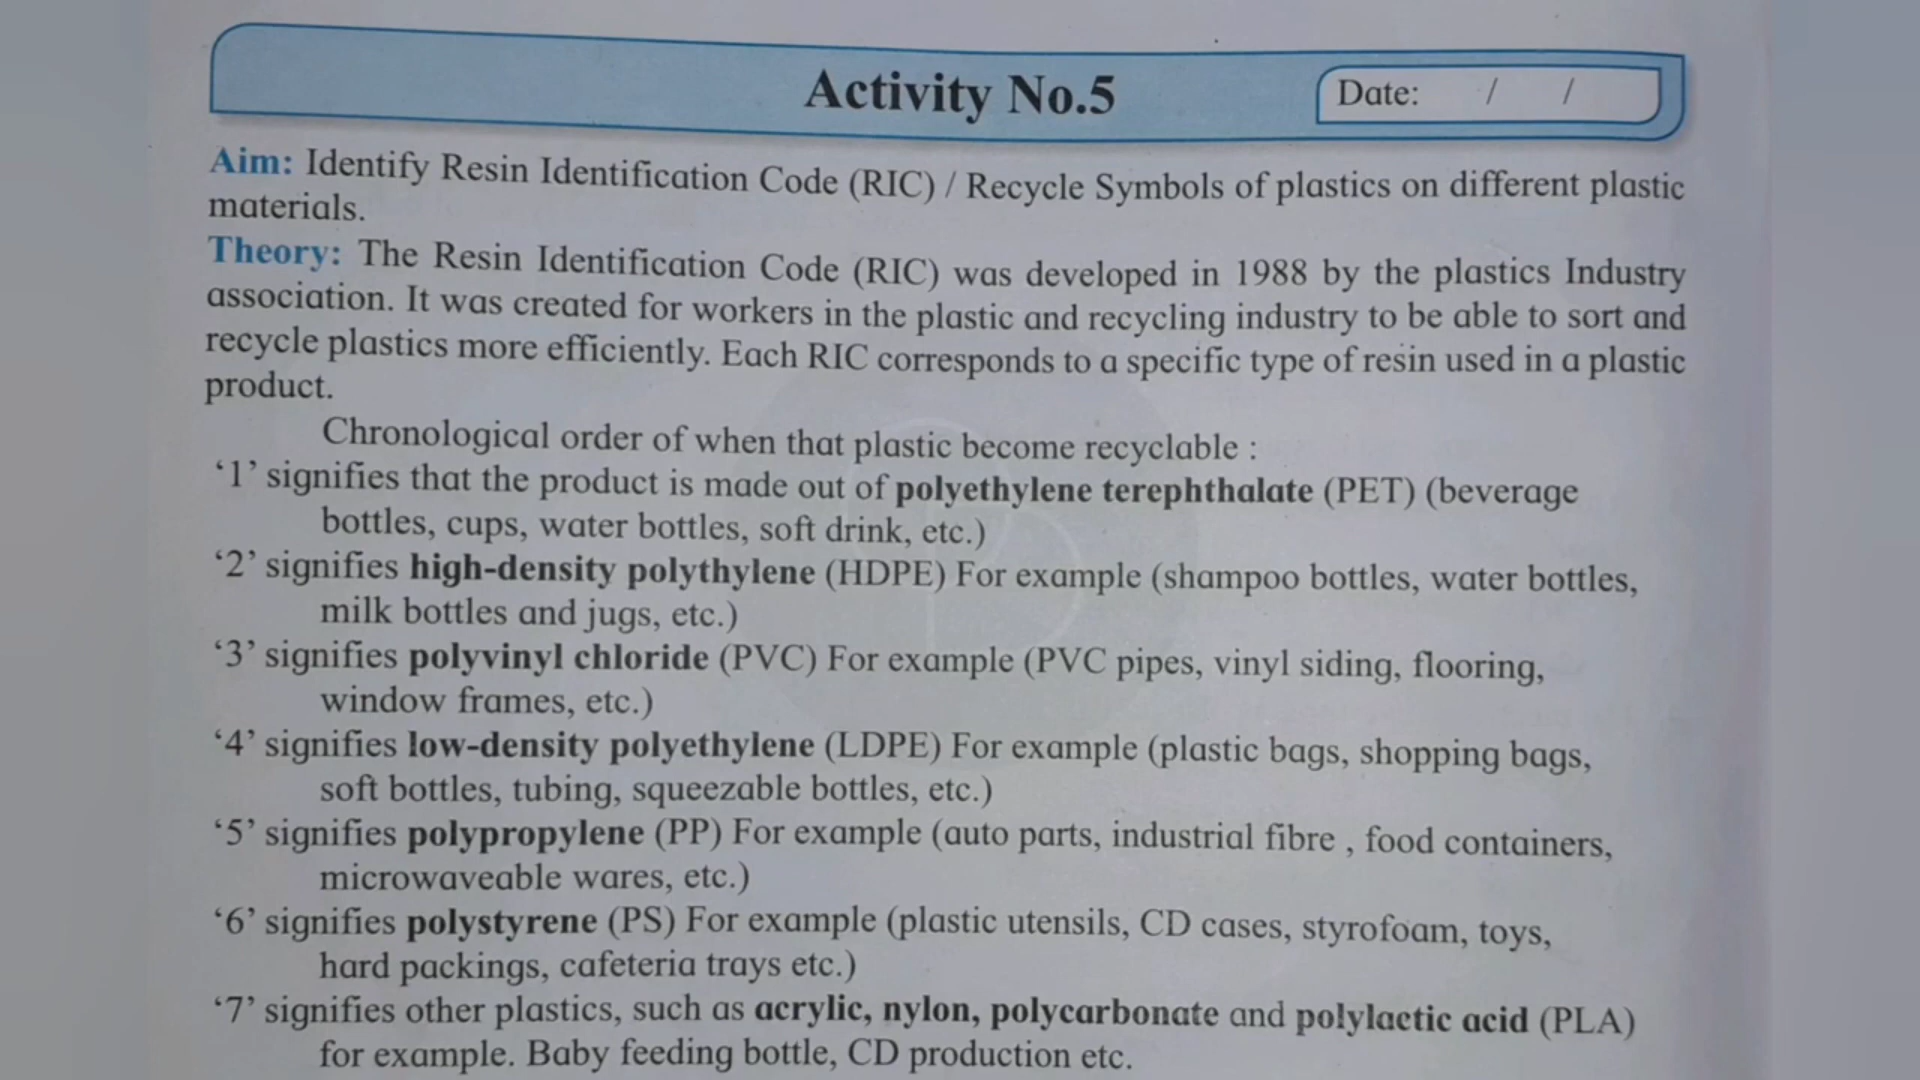 Activity No.5
Date: / /
Aim: Identify Resin Identification Code (RIC) / Recycle Symbols of plastics on different plastic
materials.
Theory: The Resin Identification Code (RIC) was developed in 1988 by the plastics Industry
association. It was created for workers in the plastic and recycling industry to be able to sort and
recycle plastics more efficiently. Each RIC corresponds to a specific type of resin used in a plastic
product.
Chronological order of when that plastic become recyclable :
‘1’ signifies that the product is made out of polyethylene terephthalate (PET) (beverage
bottles, cups, water bottles, soft drink, etc.)
‘2’ signifies high-density polythylene (HDPE) For example (shampoo bottles, water bottles,
milk bottles and jugs, etc.)
‘3’ signifies polyvinyl chloride (PVC) For example (PVC pipes, vinyl siding, flooring,
window frames, etc.)
‘4’ signifies low-density polyethylene (LDPE) For example (plastic bags, shopping bags,
soft bottles, tubing, squeezable bottles, etc.)
‘5’ signifies polypropylene (PP) For example (auto parts, industrial fibre , food containers,
microwaveable wares, etc.)
‘6’ signifies polystyrene (PS) For example (plastic utensils, CD cases, styrofoam, toys,
hard packings, cafeteria trays etc.)
‘7’ signifies other plastics, such as acrylic, nylon, polycarbonate and polylactic acid (PLA)
for example. Baby feeding bottle, CD production etc.